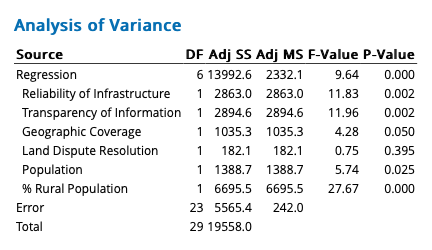 Analysis of Variance
Source DF Adj SS Adj MS F-Value P-Value
Regression 6 13992.6 2332.1 9.64 0.000
Reliability of Infrastructure 1 2863.0 2863.0 11.83 0.002
Transparency of Information 1 2894.6 2894.6 11.96 0.002
Geographic Coverage 1 1035.3 1035.3 4.28 0.050
Land Dispute Resolution 1 182.1 182.1 0.75 0.395
Population 1 1388.7 1388.7 5.74 0.025
% Rural Population 1 6695.5 6695.5 27.67 0.000
Error 23 5565.4 242.0
Total 29 19558.0